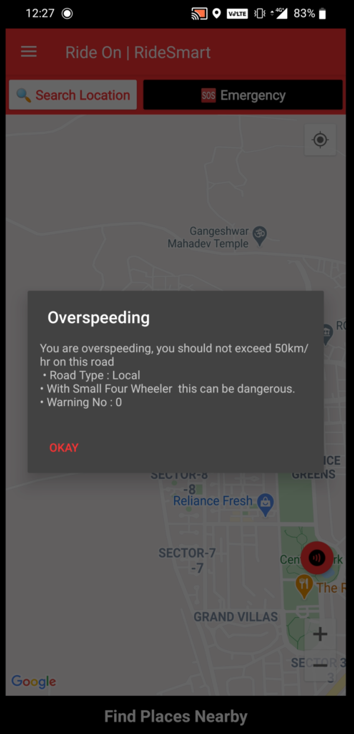 12:27
VoLTE 4G 83%
Ride On | RideSmart
Search Location
SOS Emergency
Gangeshwar
Mahadev Temple
Overspeeding
You are overspeeding, you should not exceed 50km/
hr on this road
• Road Type : Local
• With Small Four Wheeler this can be dangerous.
• Warning No : 0
OKAY
SECTOR-8
-8
GREENS
Reliance Fresh
SECTOR-7
-7
The
GRAND VILLAS
+
SEC
3
−
Google
Find Places Nearby